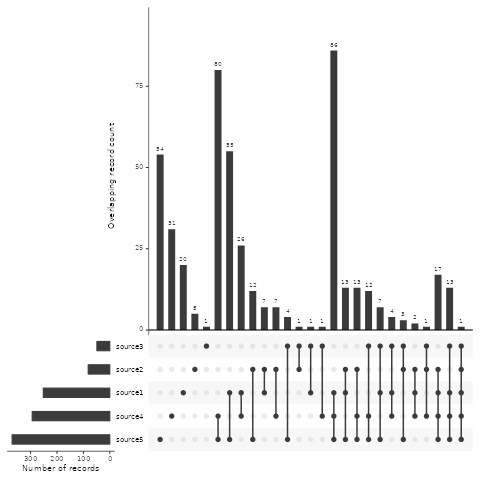 86
80
75
55
54
50
31
26
25
20
17
12 7 7 13 13 12 13
5 1 4 1 1 1 7 4 3 2 1 1
0
Overlapping record count
source3
source2
source1
source4
source5
300 200 100 0
Number of records